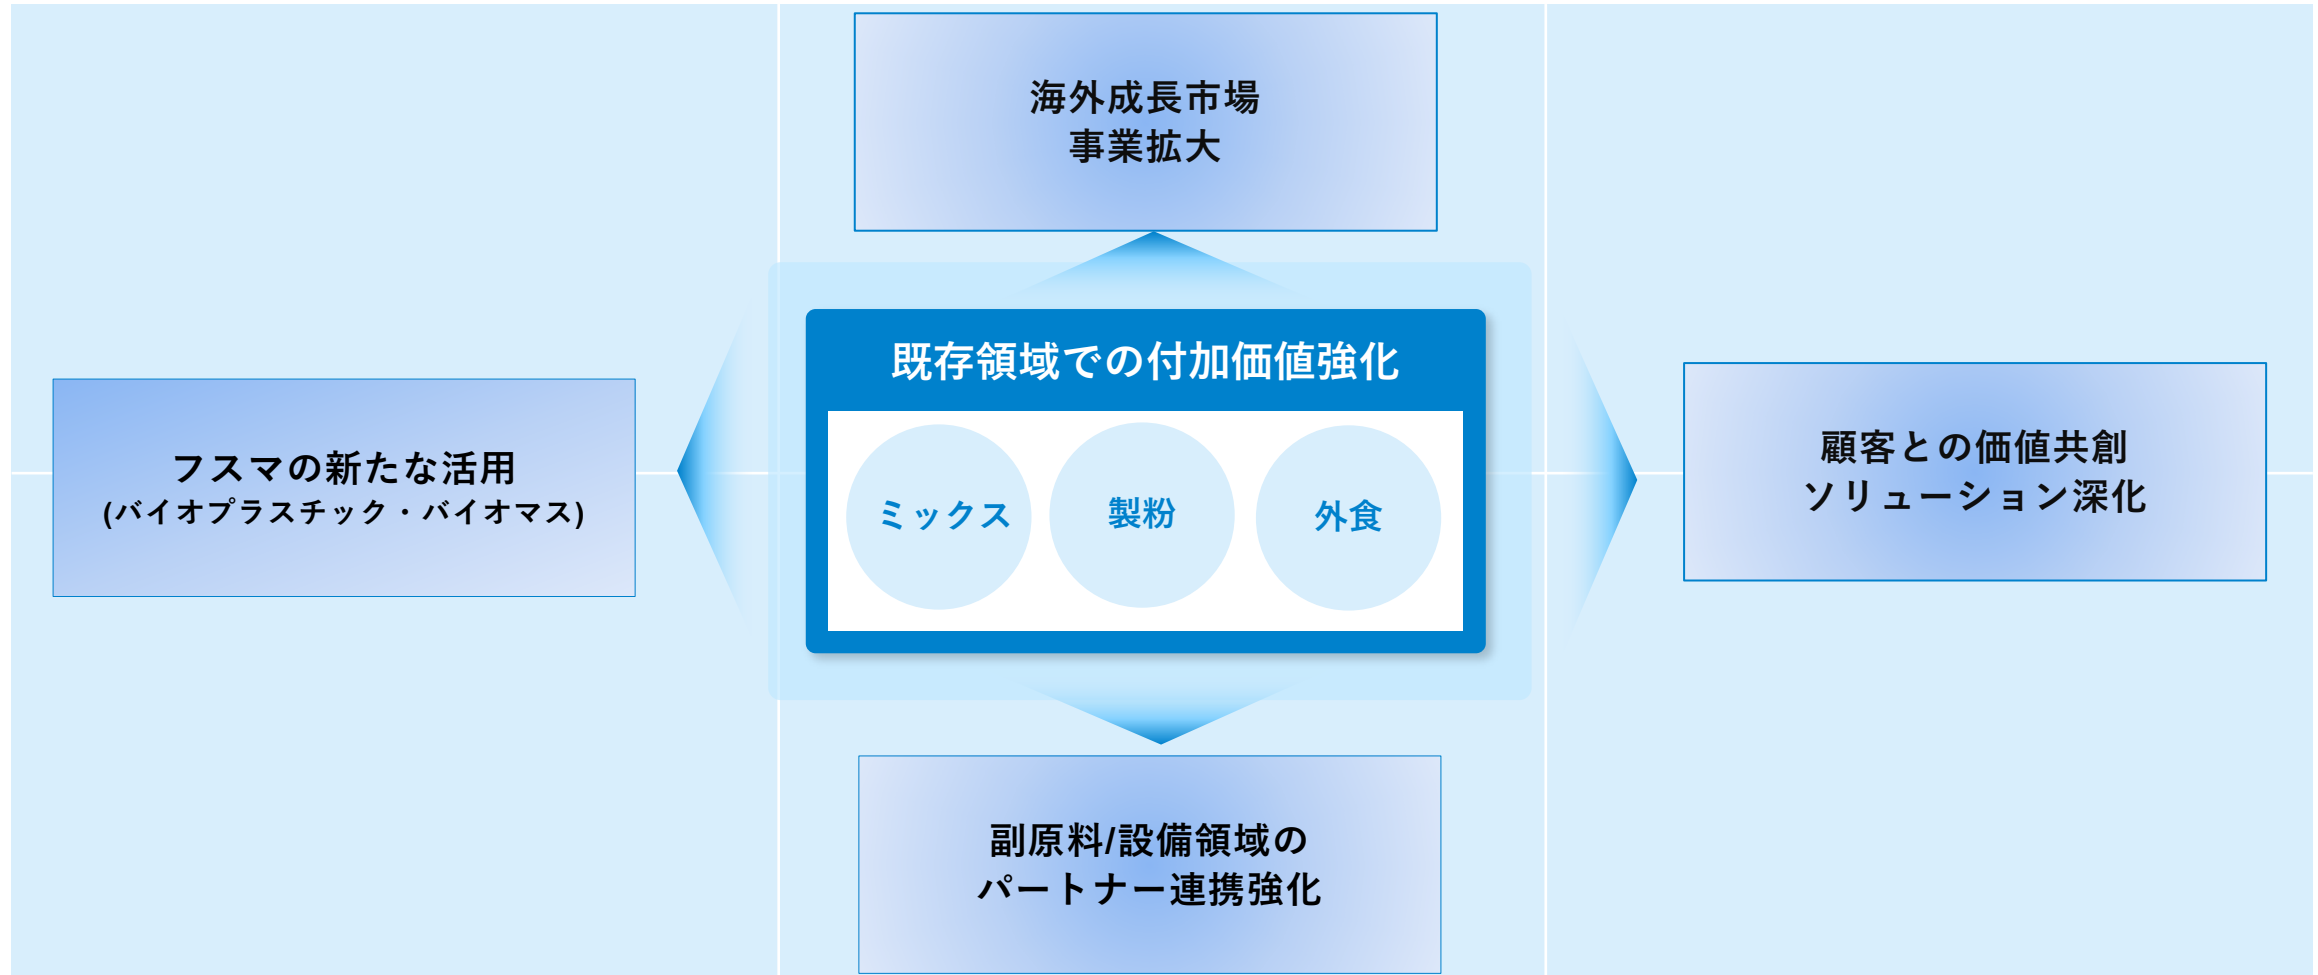 海外成長市場
事業拡大
既存領域での付加価値強化
ミックス
製粉
外食
フスマの新たな活用
(バイオプラスチック・バイオマス)
顧客との価値共創
ソリューション深化
副原料/設備領域の
パートナー連携強化